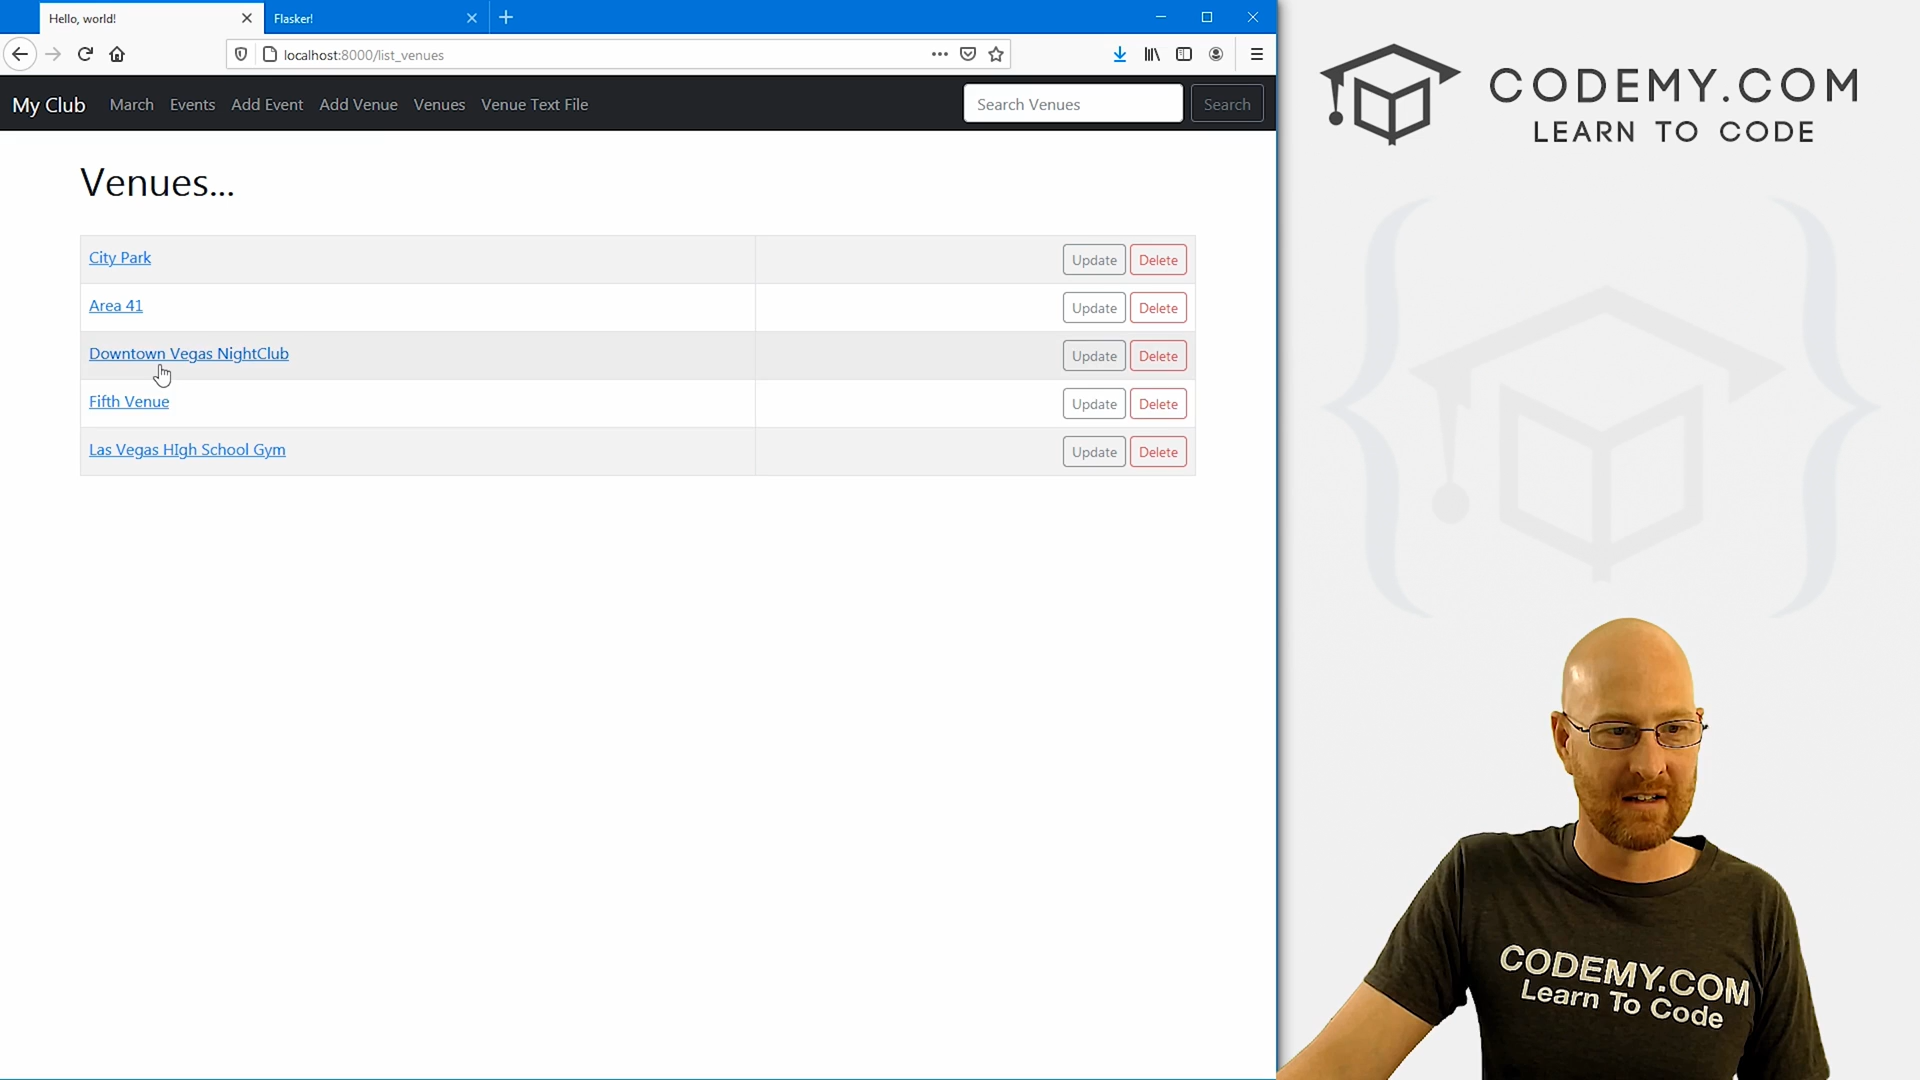 Hello, world!
Flasker!
localhost:8000/list_venues
My Club March Events Add Event Add Venue Venues Venue Text File Search Venues Search
Venues...
City Park Update Delete
Area 41 Update Delete
Downtown Vegas NightClub Update Delete
Fifth Venue Update Delete
Las Vegas HIgh School Gym Update Delete
CODEMY.COM
LEARN TO CODE
CODEMY.COM
Learn To Code